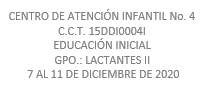 CENTRO DE ATENCIÓN INFANTIL No. 4
C.C.T. 15DDI0004I
EDUCACIÓN INICIAL
GPO.: LACTANTES II
7 AL 11 DE DICIEMBRE DE 2020